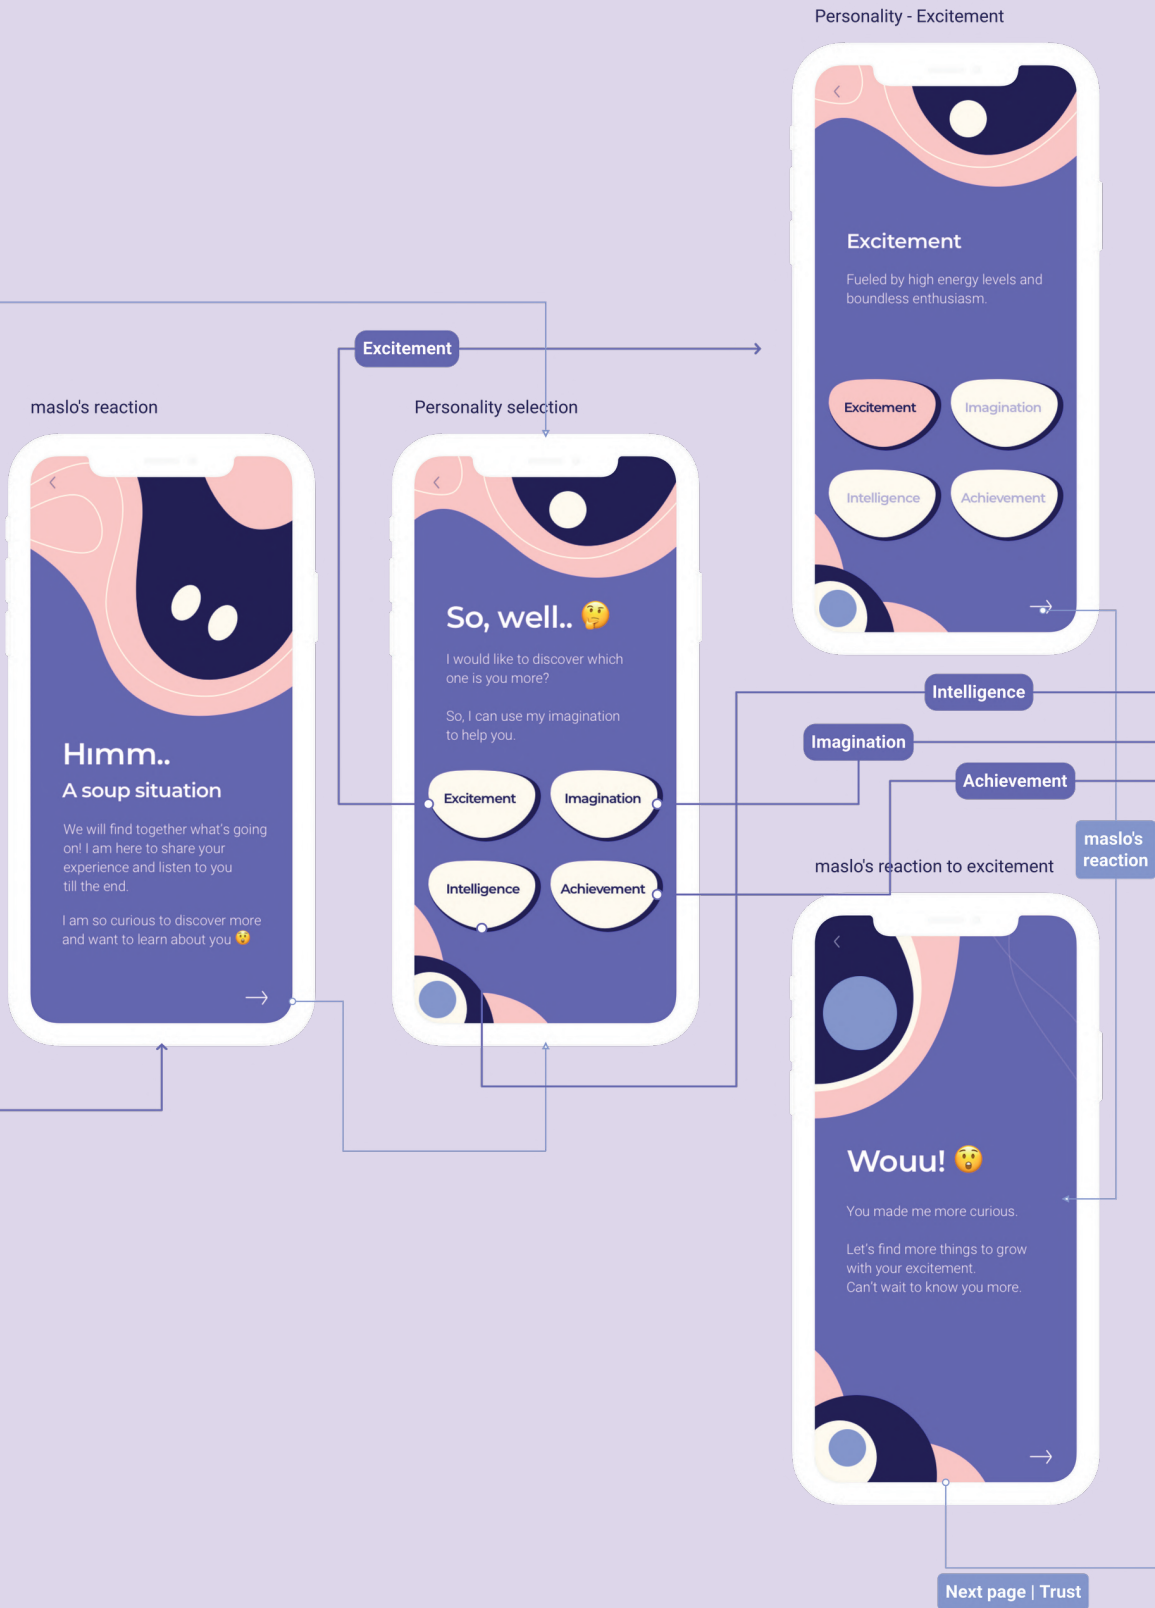 Personality - Excitement
Excitement
Fueled by high energy levels and
boundless enthusiasm.
Excitement
Imagination
Intelligence
Achievement
Excitement
maslo's reaction
Hımm..
A soup situation
We will find together what's going
on! I am here to share your
experience and listen to you
till the end.
I am so curious to discover more
and want to learn about you 😲
Personality selection
So, well.. 🤔
I would like to discover which
one is you more?
So, I can use my imagination
to help you.
Excitement
Imagination
Intelligence
Achievement
Intelligence
Imagination
Achievement
maslo's
reaction
maslo's reaction to excitement
Wouu! 😲
You made me more curious.
Let's find more things to grow
with your excitement.
Can't wait to know you more.
Next page | Trust